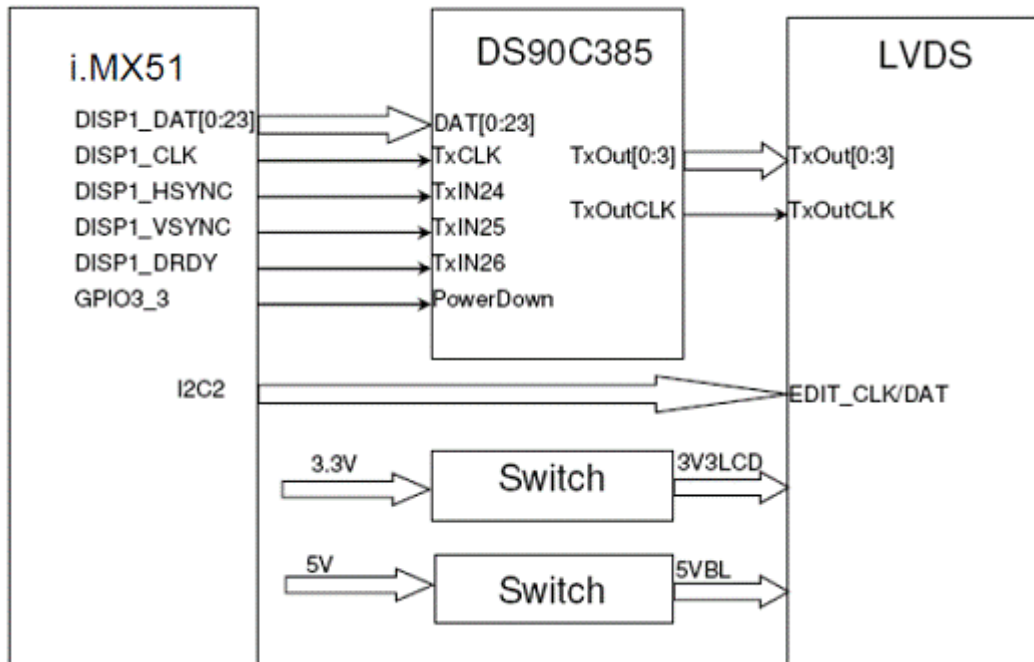 i.MX51
DISP1_DAT[0:23]
DISP1_CLK
DISP1_HSYNC
DISP1_VSYNC
DISP1_DRDY
GPIO3_3
I2C2
DS90C385
DAT[0:23]
TxCLK
TxIN24
TxIN25
TxIN26
PowerDown
TxOut[0:3]
TxOutCLK
LVDS
TxOut[0:3]
TxOutCLK
EDIT_CLK/DAT
3.3V
Switch
3V3LCD
5V
Switch
5VBL